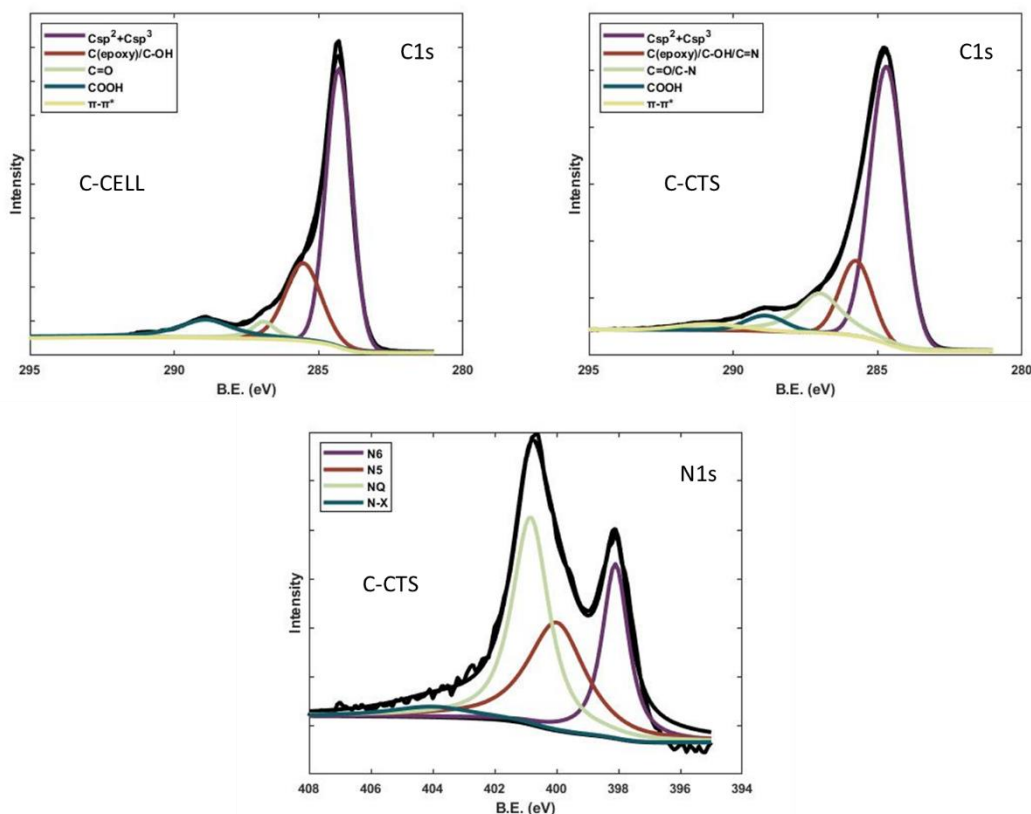 C1s
Csp²+Csp³
C(epoxy)/C-OH
C=O
COOH
π-π*
C-CELL
Intensity
295
290
285
280
B.E. (eV)
C1s
Csp²+Csp³
C(epoxy)/C-OH/C=N
C=O/C-N
COOH
π-π*
C-CTS
Intensity
295
290
285
280
B.E. (eV)
N1s
N6
N5
NQ
N-X
C-CTS
Intensity
408
406
404
402
400
398
396
394
B.E. (eV)